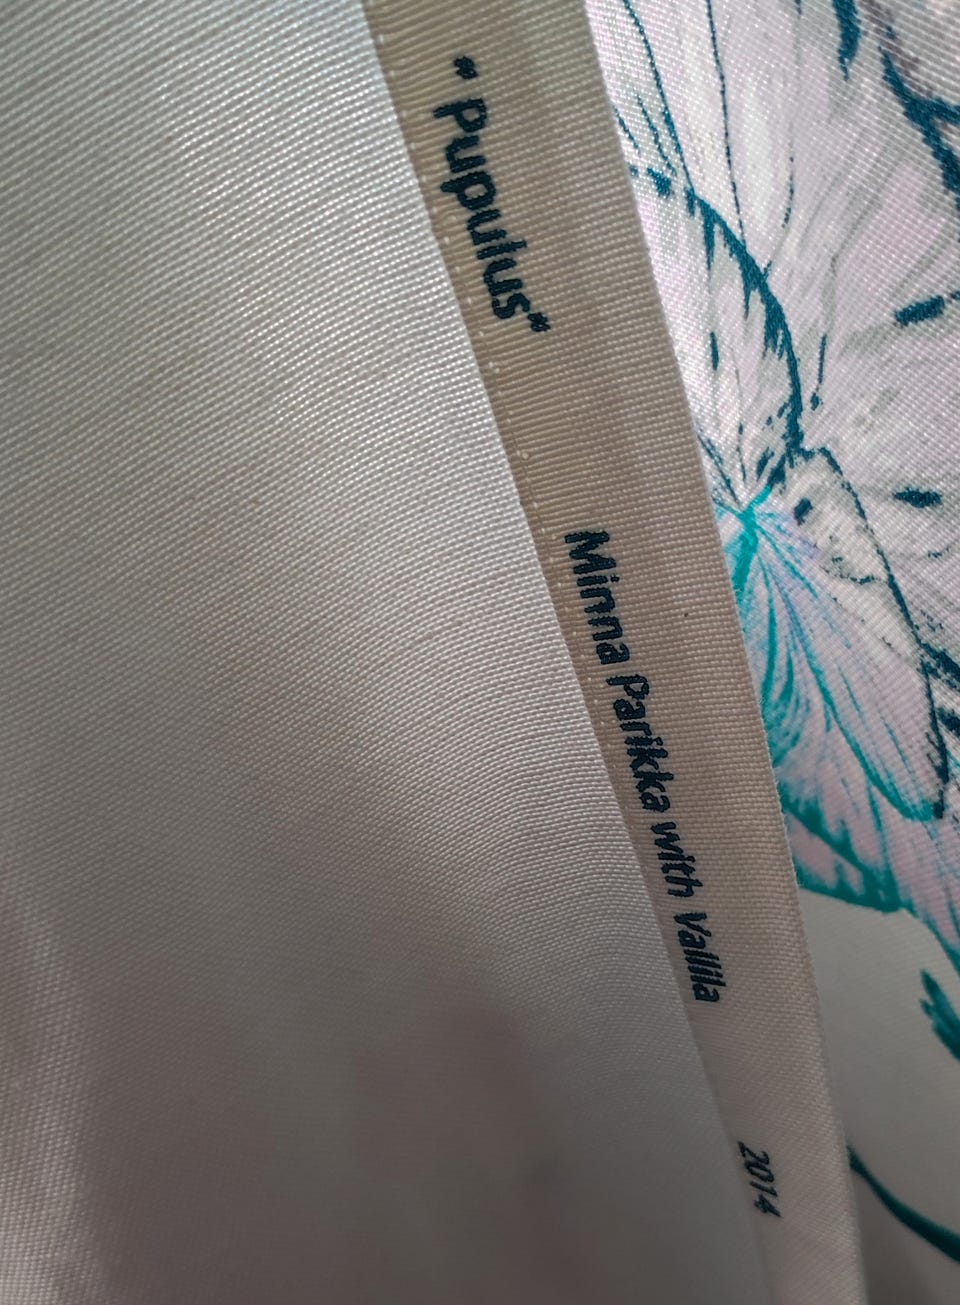 "Pupulus"
Minna Parikka with Vallila
2014